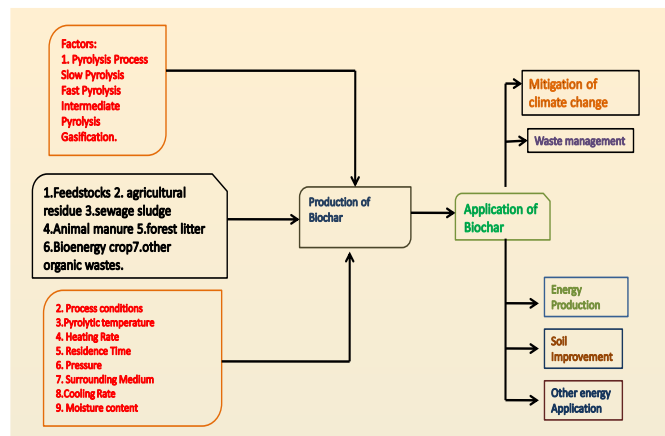 Factors:
1. Pyrolysis Process
Slow Pyrolysis
Fast Pyrolysis
Intermediate
Pyrolysis
Gasification.
1.Feedstocks 2. agricultural
residue 3.sewage sludge
4.Animal manure 5.forest litter
6.Bioenergy crop7.other
organic wastes.
2. Process conditions
3.Pyrolytic temperature
4. Heating Rate
5. Residence Time
6. Pressure
7. Surrounding Medium
8.Cooling Rate
9. Moisture content
Production of
Biochar
Application of
Biochar
Mitigation of
climate change
Waste management
Energy
Production
Soil
Improvement
Other energy
Application